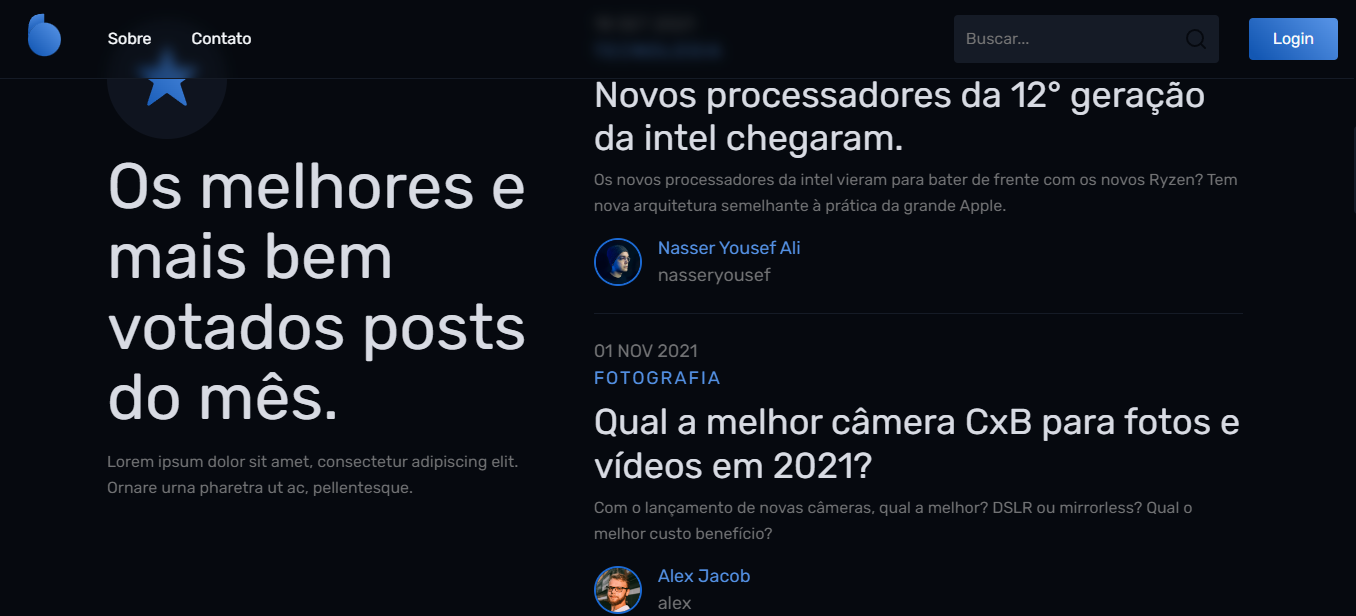 Sobre
Contato
Buscar...
Login
Os melhores e
mais bem
votados posts
do mês.
Lorem ipsum dolor sit amet, consectetur adipiscing elit.
Ornare urna pharetra ut ac, pellentesque.
Novos processadores da 12° geração
da intel chegaram.
Os novos processadores da intel vieram para bater de frente com os novos Ryzen? Tem
nova arquitetura semelhante à prática da grande Apple.
Nasser Yousef Ali
nasseryousef
01 NOV 2021
FOTOGRAFIA
Qual a melhor câmera CxB para fotos e
vídeos em 2021?
Com o lançamento de novas câmeras, qual a melhor? DSLR ou mirrorless? Qual o
melhor custo benefício?
Alex Jacob
alex